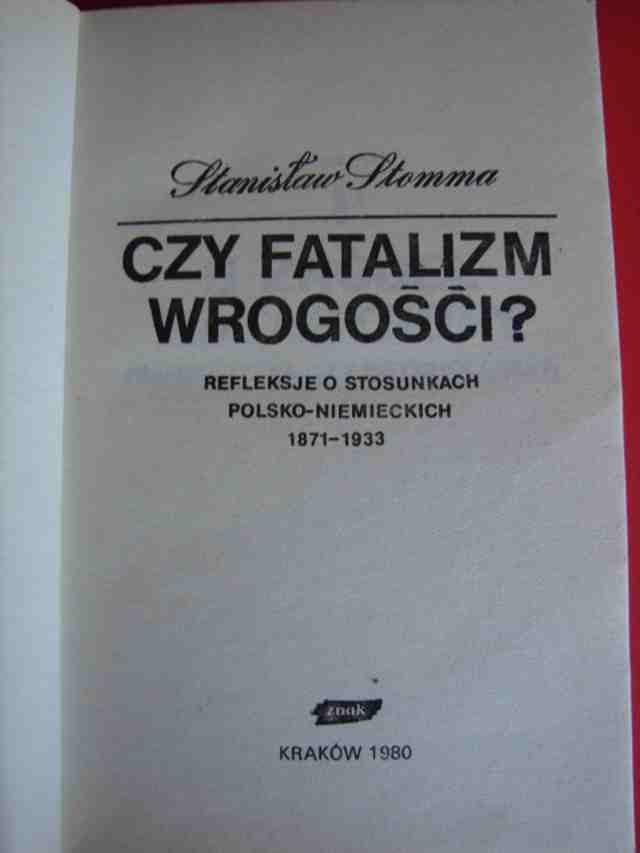 Stanisław Stomma
CZY FATALIZM
WROGOŚCI?
REFLEKSJE O STOSUNKACH
POLSKO-NIEMIECKICH
1871-1933
znak
KRAKÓW 1980